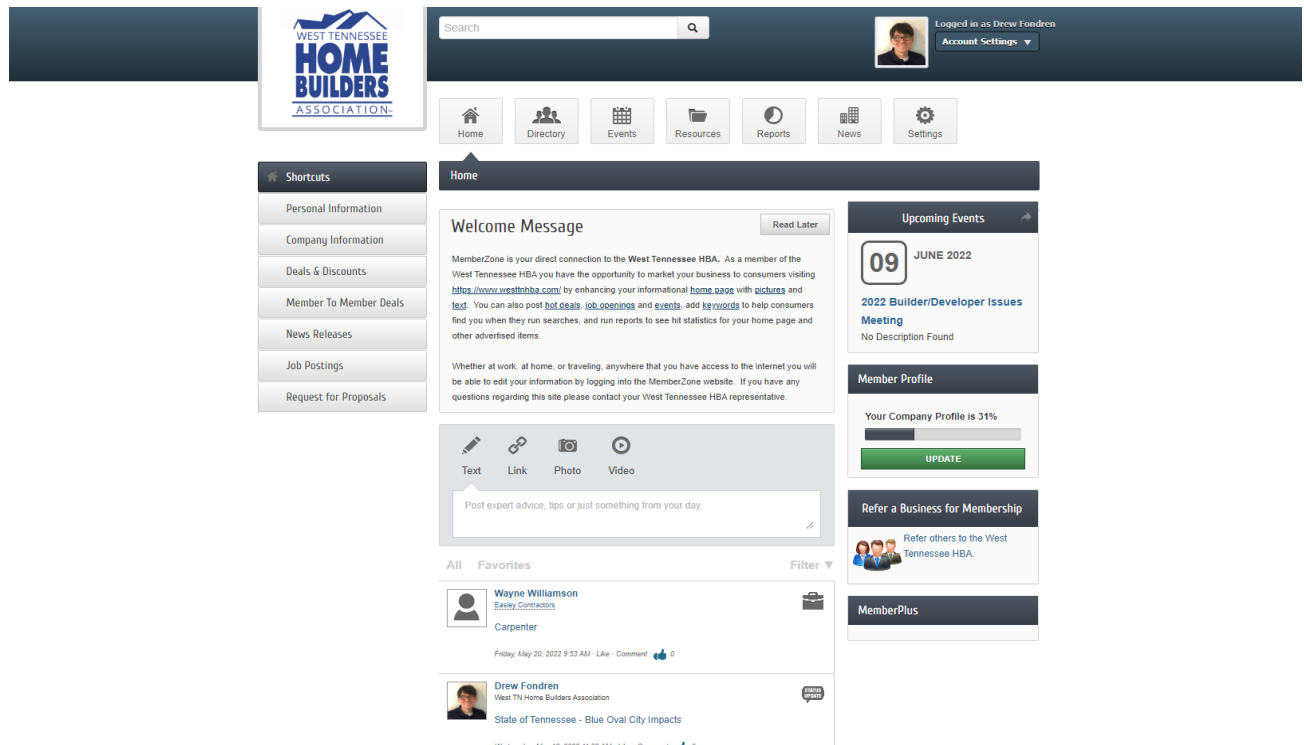 WEST TENNESSEE
HOME
BUILDERS
ASSOCIATION
Search
Logged in as Drew Fondren
Account Settings ▼
Home
Directory
Events
Resources
Reports
News
Settings
Shortcuts
Personal Information
Company Information
Deals & Discounts
Member To Member Deals
News Releases
Job Postings
Request for Proposals
Home
Welcome Message
Read Later
MemberZone is your direct connection to the West Tennessee HBA. As a member of the
West Tennessee HBA you have the opportunity to market your business to consumers visiting
https://www.westtnhba.com/ by enhancing your informational home page with pictures and
text. You can also post hot deals, job openings and events, add keywords to help consumers
find you when they run searches, and run reports to see hit statistics for your home page and
other advertised items.
Whether at work, at home, or traveling, anywhere that you have access to the internet you will
be able to edit your information by logging into the MemberZone website. If you have any
questions regarding this site please contact your West Tennessee HBA representative.
Text
Link
Photo
Video
Post expert advice, tips or just something from your day.
All Favorites
Filter ▼
Wayne Williamson
Easley Contractors
Carpenter
Friday, May 20, 2022 9:53 AM · Like · Comment · 0
Drew Fondren
West TN Home Builders Association
STATUS
UPDATE
State of Tennessee - Blue Oval City Impacts
Upcoming Events
09
JUNE 2022
2022 Builder/Developer Issues
Meeting
No Description Found
Member Profile
Your Company Profile is 31%
UPDATE
Refer a Business for Membership
Refer others to the West
Tennessee HBA.
MemberPlus